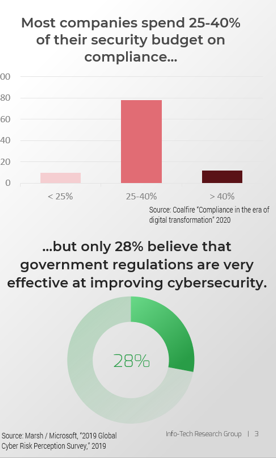 Most companies spend 25-40%
of their security budget on
compliance...
00
80
60
40
20
0
< 25%
25-40%
> 40%
Source: Coalfire “Compliance in the era of
digital transformation” 2020
...but only 28% believe that
government regulations are very
effective at improving cybersecurity.
28%
Source: Marsh / Microsoft, “2019 Global
Cyber Risk Perception Survey,” 2019
Info-Tech Research Group | 3